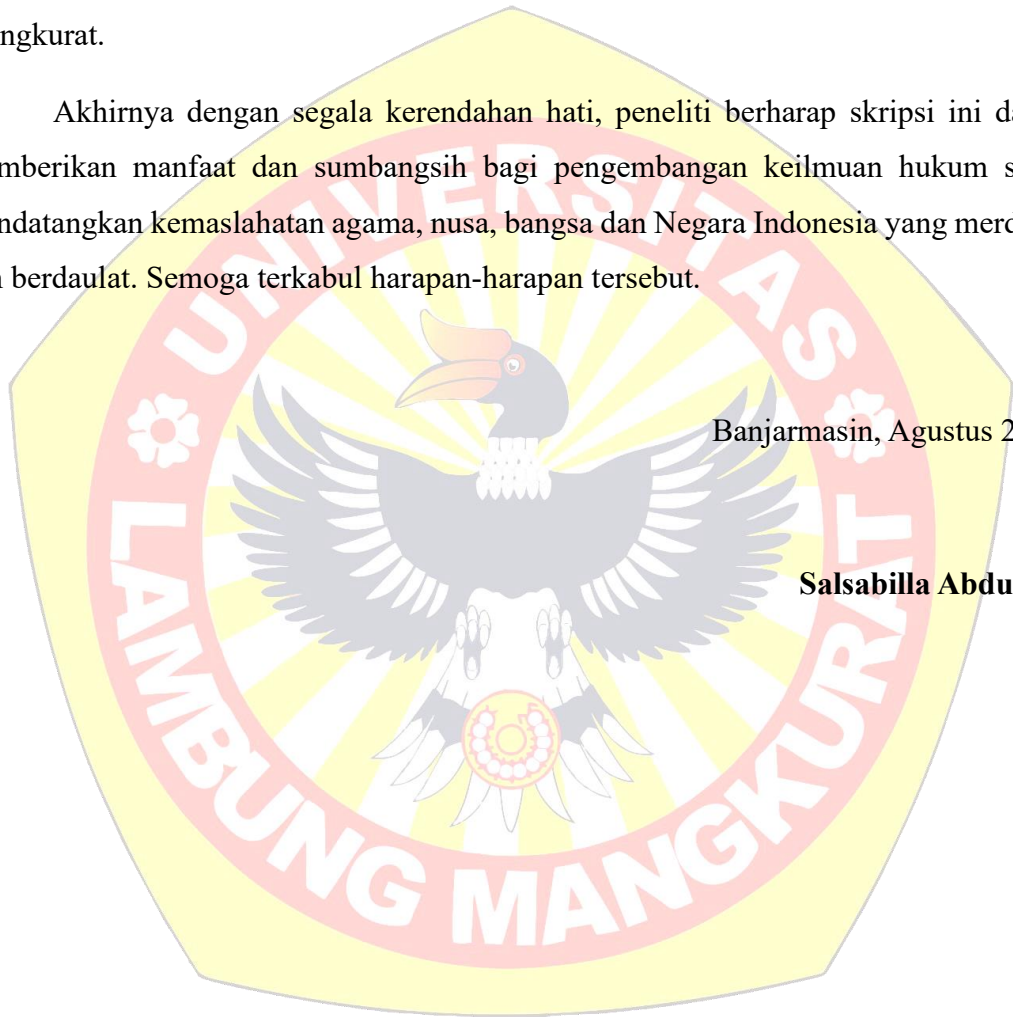 ngkurat.
Akhirnya dengan segala kerendahan hati, peneliti berharap skripsi ini da
mberikan manfaat dan sumbangsih bagi pengembangan keilmuan hukum s
ndatangkan kemaslahatan agama, nusa, bangsa dan Negara Indonesia yang merd
n berdaulat. Semoga terkabul harapan-harapan tersebut.
UNIVERSITAS
Banjarmasin, Agustus 2
Salsabilla Abdu
LAMBUNG MANGKURAT